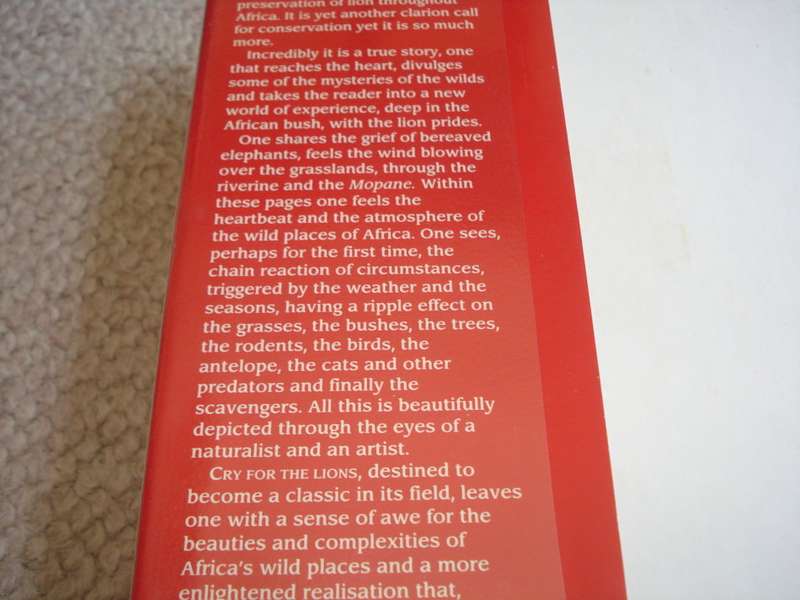 preservation of lion throughout
Africa. It is yet another clarion call
for conservation yet it is so much
more.
Incredibly it is a true story, one
that reaches the heart, divulges
some of the mysteries of the wilds
and takes the reader into a new
world of experience, deep in the
African bush, with the lion prides.
One shares the grief of bereaved
elephants, feels the wind blowing
over the grasslands, through the
riverine and the Mopane. Within
these pages one feels the
heartbeat and the atmosphere of
the wild places of Africa. One sees,
perhaps for the first time, the
chain reaction of circumstances,
triggered by the weather and the
seasons, having a ripple effect on
the grasses, the bushes, the trees,
the rodents, the birds, the
antelope, the cats and other
predators and finally the
scavengers. All this is beautifully
depicted through the eyes of a
naturalist and an artist.
CRY FOR THE LIONS, destined to
become a classic in its field, leaves
one with a sense of awe for the
beauties and complexities of
Africa's wild places and a more
enlightened realisation that,